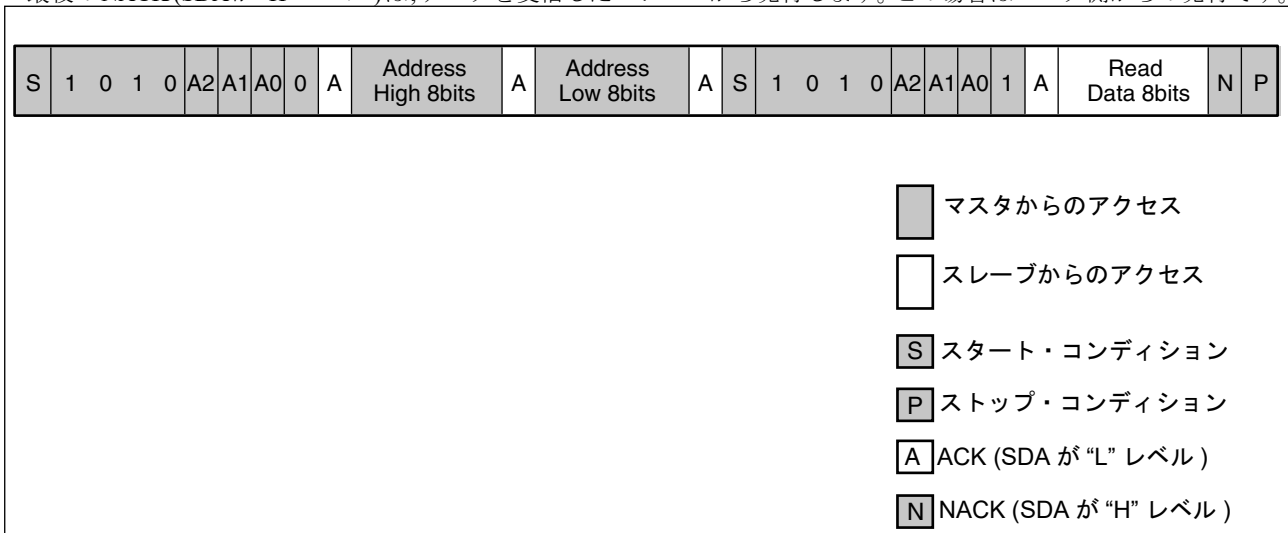 S 1 0 1 0 A2 A1 A0 0 A Address High 8bits A Address Low 8bits A S 1 0 1 0 A2 A1 A0 1 A Read Data 8bits N P
マスタからのアクセス
スレーブからのアクセス
S スタート・コンディション
P ストップ・コンディション
A ACK (SDA が “L” レベル )
N NACK (SDA が “H” レベル )